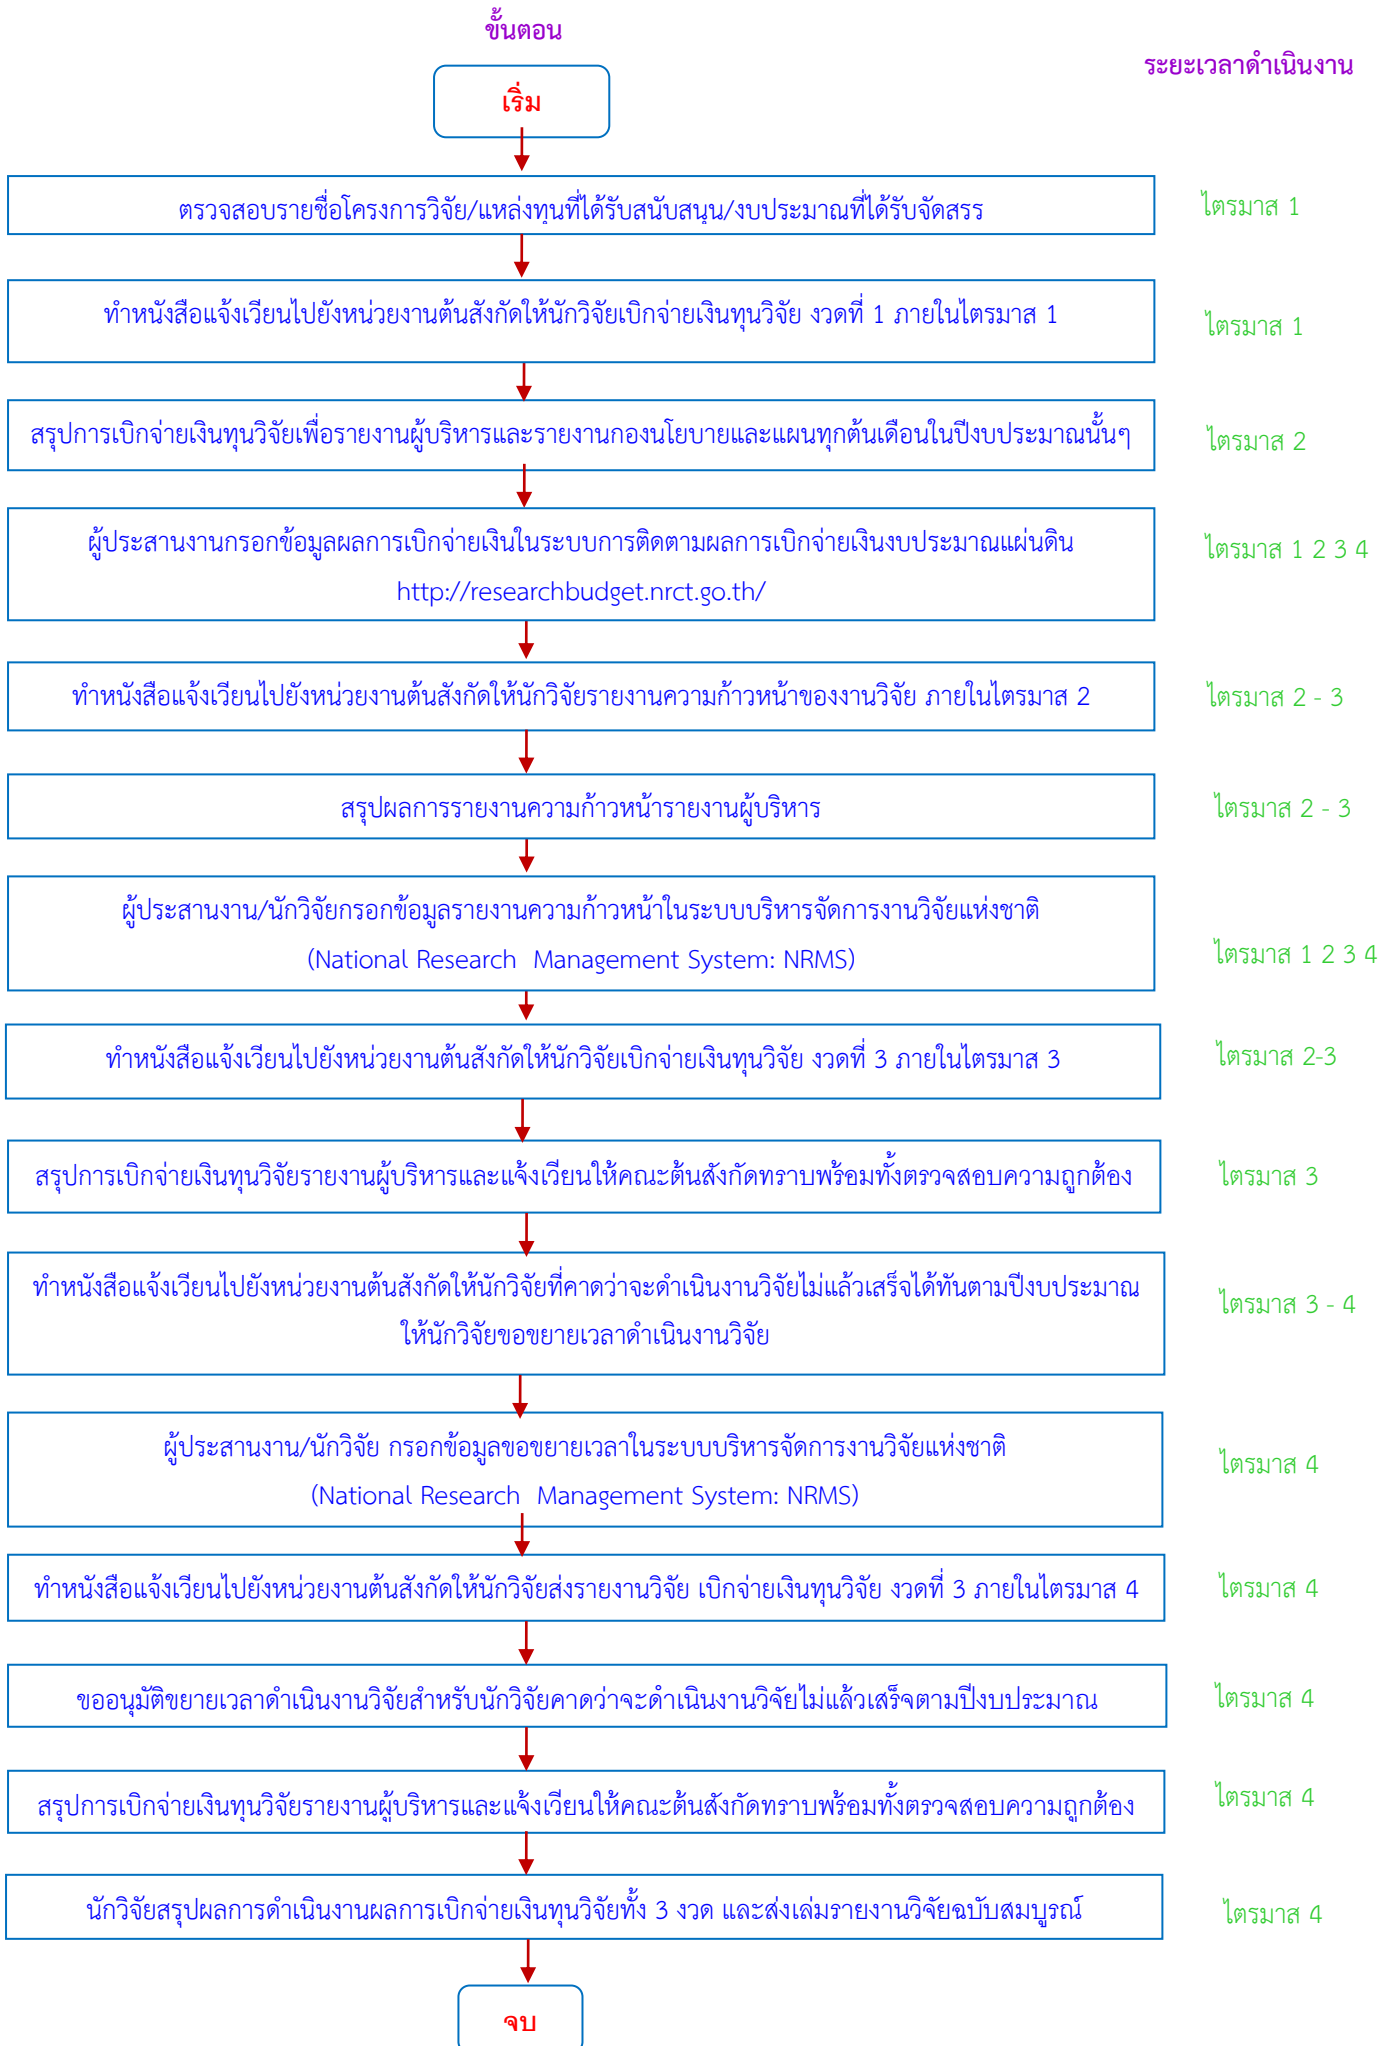 ขั้นตอน
ระยะเวลาดำเนินงาน
เริ่ม
ตรวจสอบรายชื่อโครงการวิจัย/แหล่งทุนที่ได้รับสนับสนุน/งบประมาณที่ได้รับจัดสรร
ไตรมาส 1
ทำหนังสือแจ้งเวียนไปยังหน่วยงานต้นสังกัดให้นักวิจัยเบิกจ่ายเงินทุนวิจัย งวดที่ 1 ภายในไตรมาส 1
ไตรมาส 1
สรุปการเบิกจ่ายเงินทุนวิจัยเพื่อรายงานผู้บริหารและรายงานกองนโยบายและแผนทุกต้นเดือนในปีงบประมาณนั้นๆ
ไตรมาส 2
ผู้ประสานงานกรอกข้อมูลผลการเบิกจ่ายเงินในระบบการติดตามผลการเบิกจ่ายเงินงบประมาณแผ่นดิน
http://researchbudget.nrct.go.th/
ไตรมาส 1 2 3 4
ทำหนังสือแจ้งเวียนไปยังหน่วยงานต้นสังกัดให้นักวิจัยรายงานความก้าวหน้าของงานวิจัย ภายในไตรมาส 2
ไตรมาส 2 - 3
สรุปผลการรายงานความก้าวหน้ารายงานผู้บริหาร
ไตรมาส 2 - 3
ผู้ประสานงาน/นักวิจัยกรอกข้อมูลรายงานความก้าวหน้าในระบบบริหารจัดการงานวิจัยแห่งชาติ
(National Research  Management System: NRMS)
ไตรมาส 1 2 3 4
ทำหนังสือแจ้งเวียนไปยังหน่วยงานต้นสังกัดให้นักวิจัยเบิกจ่ายเงินทุนวิจัย งวดที่ 3 ภายในไตรมาส 3
ไตรมาส 2-3
สรุปการเบิกจ่ายเงินทุนวิจัยรายงานผู้บริหารและแจ้งเวียนให้คณะต้นสังกัดทราบพร้อมทั้งตรวจสอบความถูกต้อง
ไตรมาส 3
ทำหนังสือแจ้งเวียนไปยังหน่วยงานต้นสังกัดให้นักวิจัยที่คาดว่าจะดำเนินงานวิจัยไม่แล้วเสร็จได้ทันตามปีงบประมาณ
ให้นักวิจัยขอขยายเวลาดำเนินงานวิจัย
ไตรมาส 3 - 4
ผู้ประสานงาน/นักวิจัย กรอกข้อมูลขอขยายเวลาในระบบบริหารจัดการงานวิจัยแห่งชาติ
(National Research  Management System: NRMS)
ไตรมาส 4
ทำหนังสือแจ้งเวียนไปยังหน่วยงานต้นสังกัดให้นักวิจัยส่งรายงานวิจัย เบิกจ่ายเงินทุนวิจัย งวดที่ 3 ภายในไตรมาส 4
ไตรมาส 4
ขออนุมัติขยายเวลาดำเนินงานวิจัยสำหรับนักวิจัยคาดว่าจะดำเนินงานวิจัยไม่แล้วเสร็จตามปีงบประมาณ
ไตรมาส 4
สรุปการเบิกจ่ายเงินทุนวิจัยรายงานผู้บริหารและแจ้งเวียนให้คณะต้นสังกัดทราบพร้อมทั้งตรวจสอบความถูกต้อง
ไตรมาส 4
นักวิจัยสรุปผลการดำเนินงานผลการเบิกจ่ายเงินทุนวิจัยทั้ง 3 งวด และส่งเล่มรายงานวิจัยฉบับสมบูรณ์
ไตรมาส 4
จบ